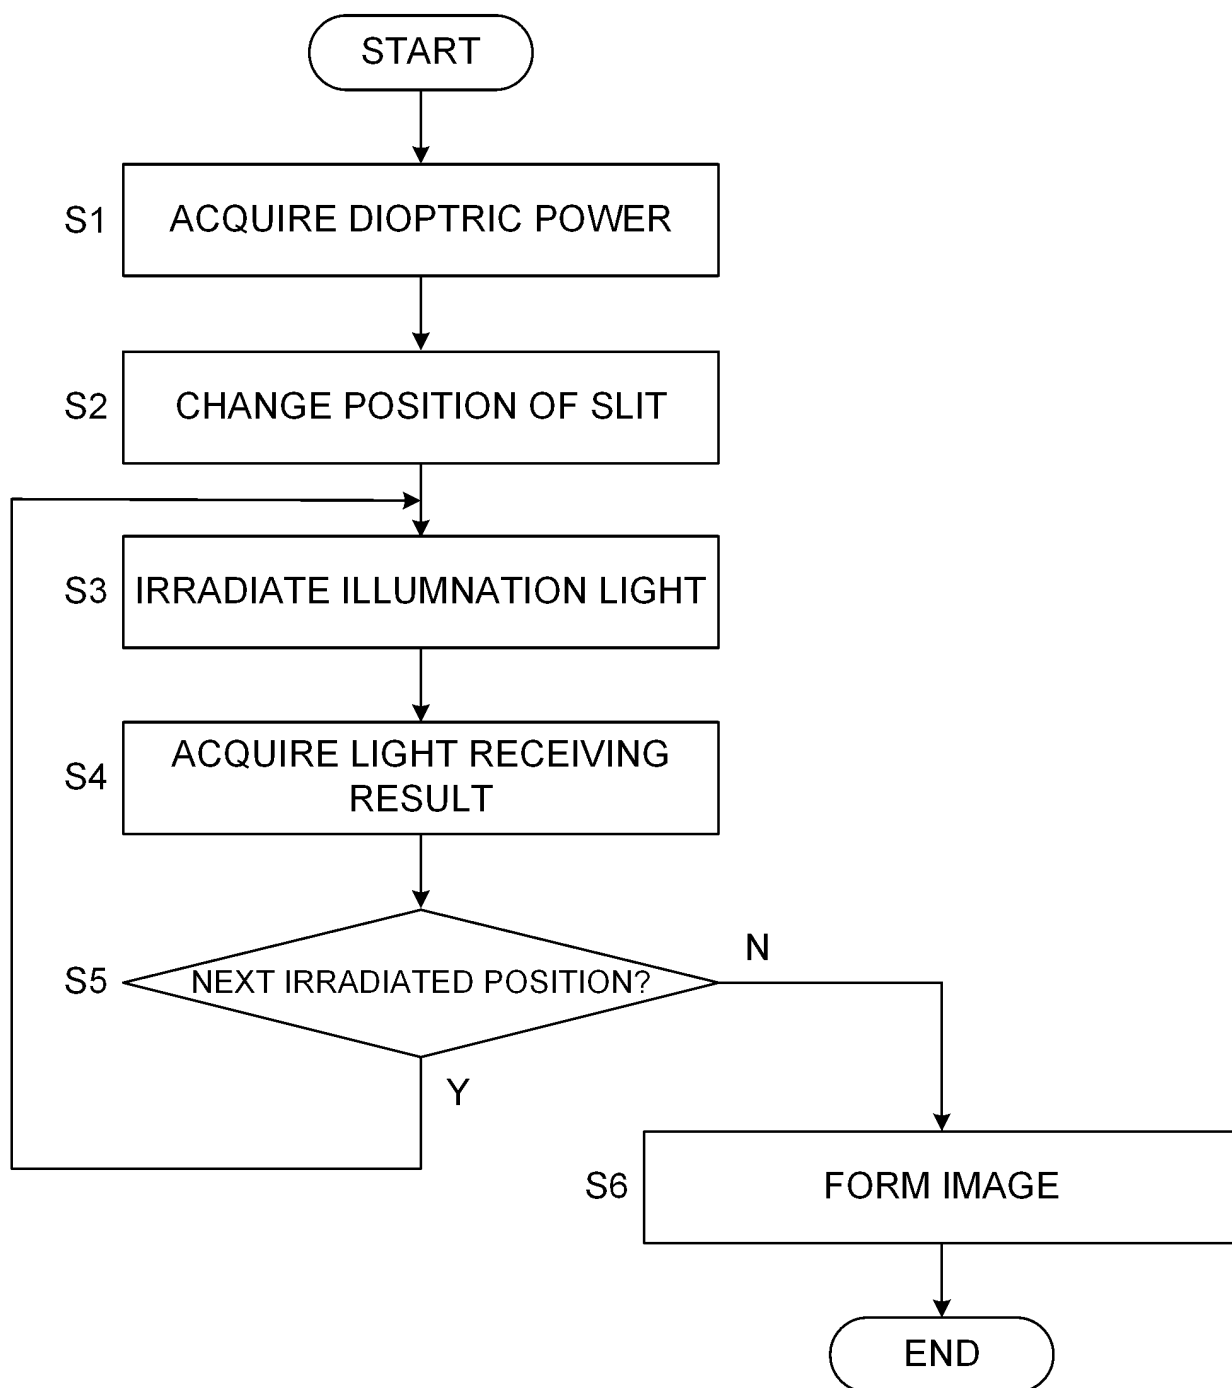 START
S1
ACQUIRE DIOPTRIC POWER
S2
CHANGE POSITION OF SLIT
S3
IRRADIATE ILLUMNATION LIGHT
S4
ACQUIRE LIGHT RECEIVING
RESULT
S5
NEXT IRRADIATED POSITION?
N
Y
S6
FORM IMAGE
END